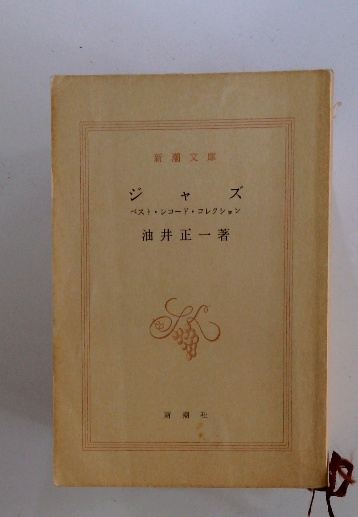 新潮文庫
ジャズ
ベスト・レコード・コレクション
油井正一著
新潮社